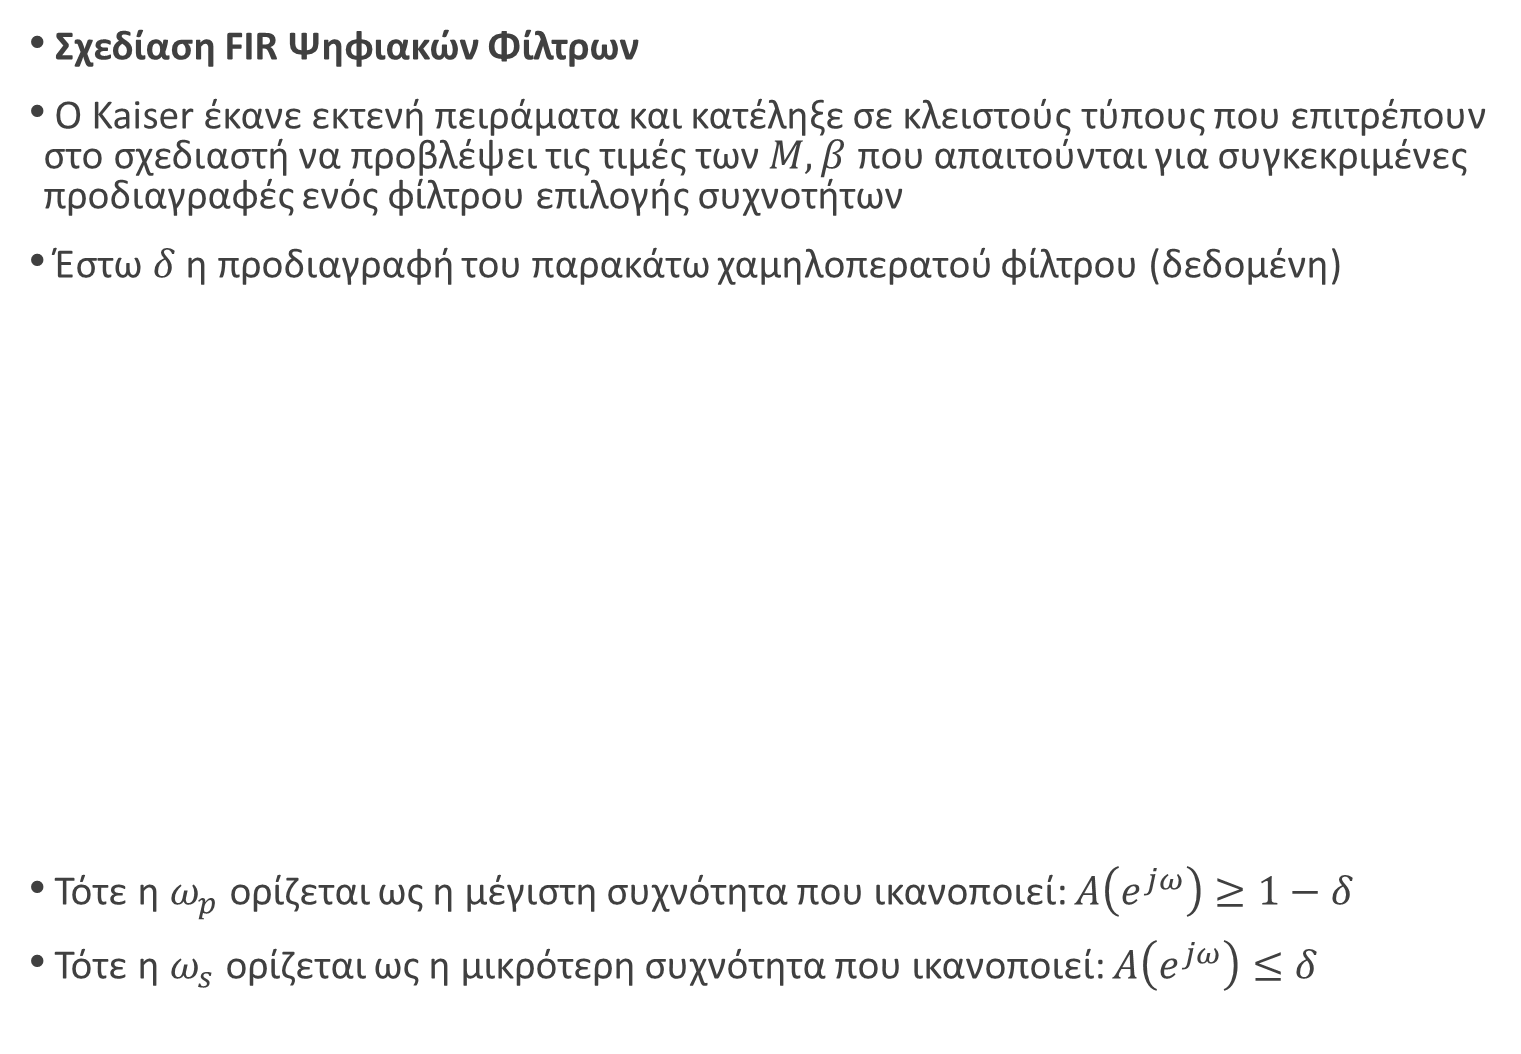 • Σχεδίαση FIR Ψηφιακών Φίλτρων
• Ο Kaiser έκανε εκτενή πειράματα και κατέληξε σε κλειστούς τύπους που επιτρέπουν
στο σχεδιαστή να προβλέψει τις τιμές των M, β που απαιτούνται για συγκεκριμένες
προδιαγραφές ενός φίλτρου επιλογής συχνοτήτων
• Έστω δ η προδιαγραφή του παρακάτω χαμηλοπερατού φίλτρου (δεδομένη)
• Τότε η ω_p ορίζεται ως η μέγιστη συχνότητα που ικανοποιεί: A(e^{jω}) ≥ 1 − δ
• Τότε η ω_s ορίζεται ως η μικρότερη συχνότητα που ικανοποιεί: A(e^{jω}) ≤ δ